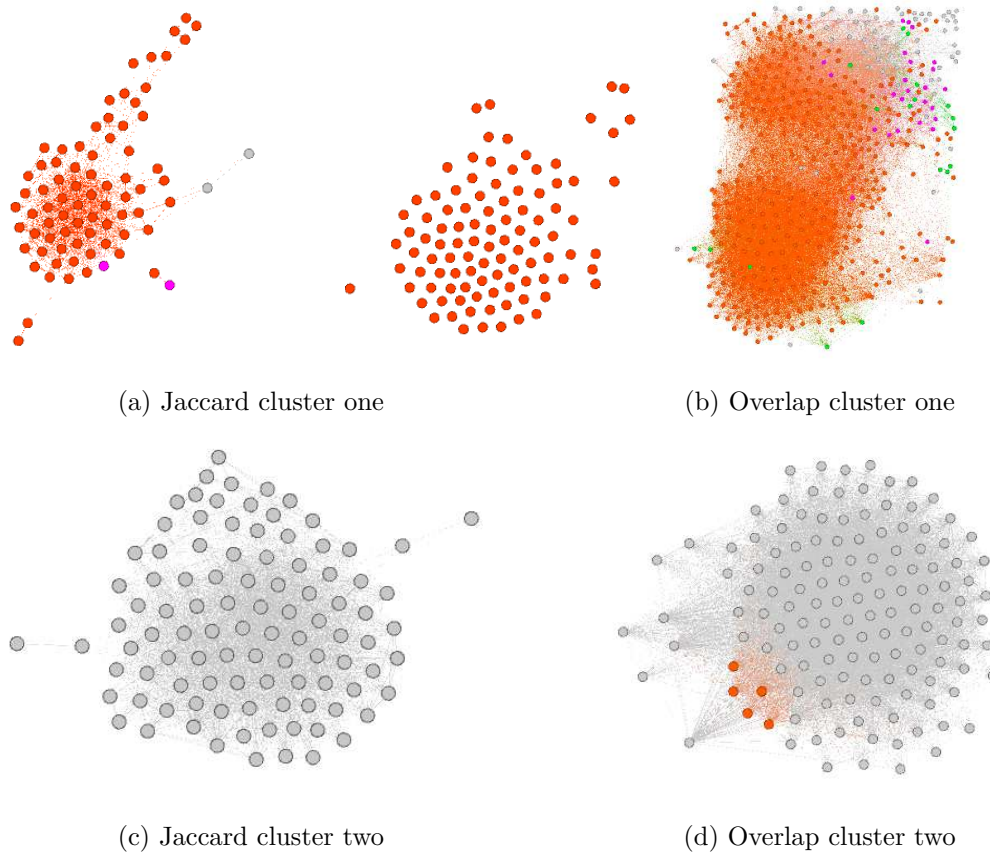 (a) Jaccard cluster one
(b) Overlap cluster one
(c) Jaccard cluster two
(d) Overlap cluster two